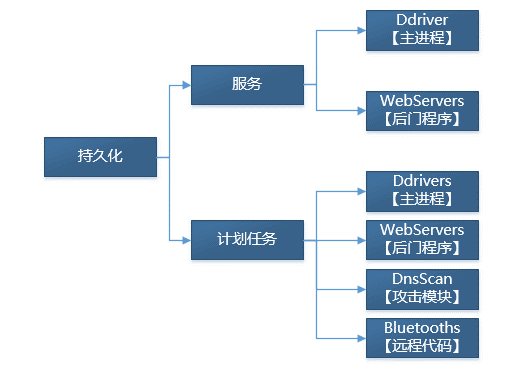 持久化
服务
Ddriver
【主进程】
WebServers
【后门程序】
计划任务
Ddrivers
【主进程】
WebServers
【后门程序】
DnsScan
【攻击模块】
Bluetooths
【远程代码】